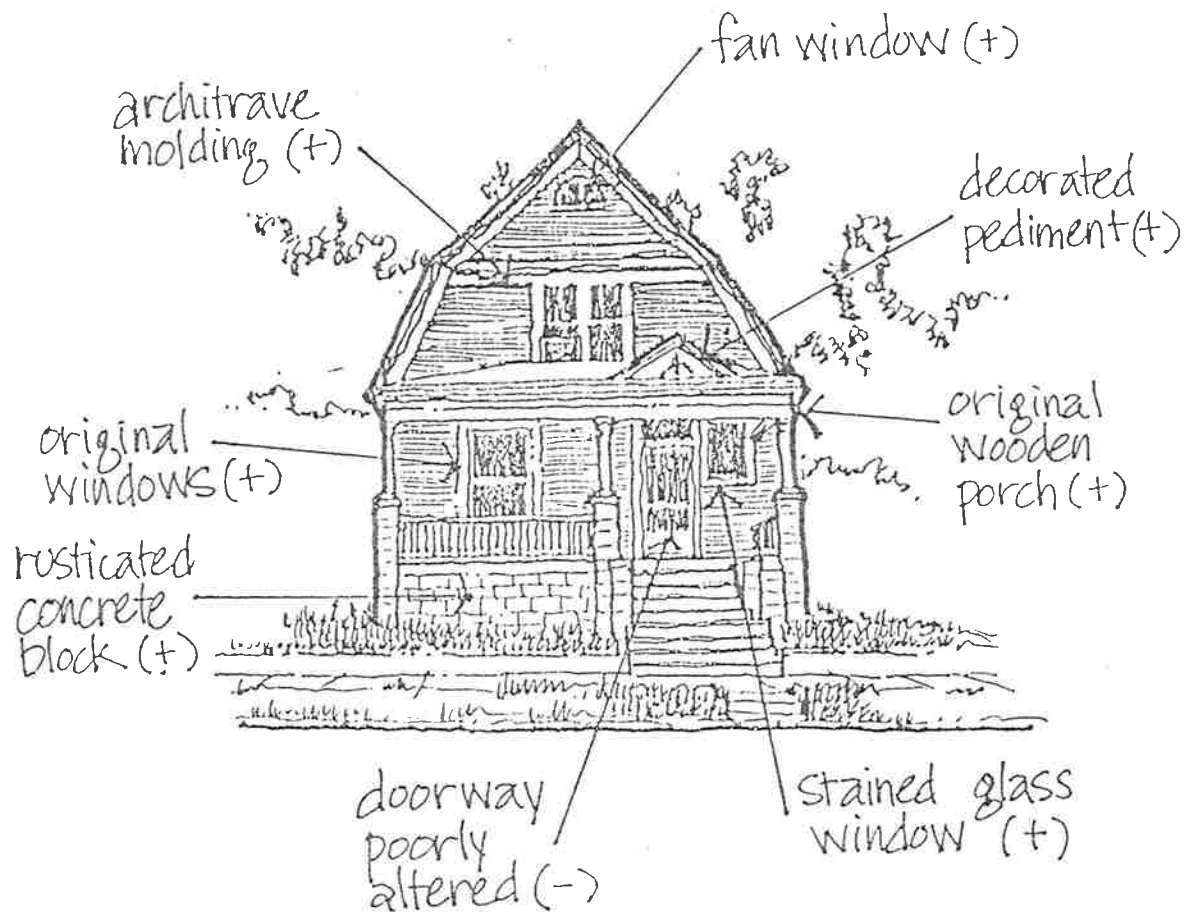 fan window (+)
architrave
molding (+)
decorated
pediment (+)
original
windows (+)
original
wooden
porch (+)
rusticated
concrete
block (+)
doorway
poorly
altered (-)
stained glass
window (+)